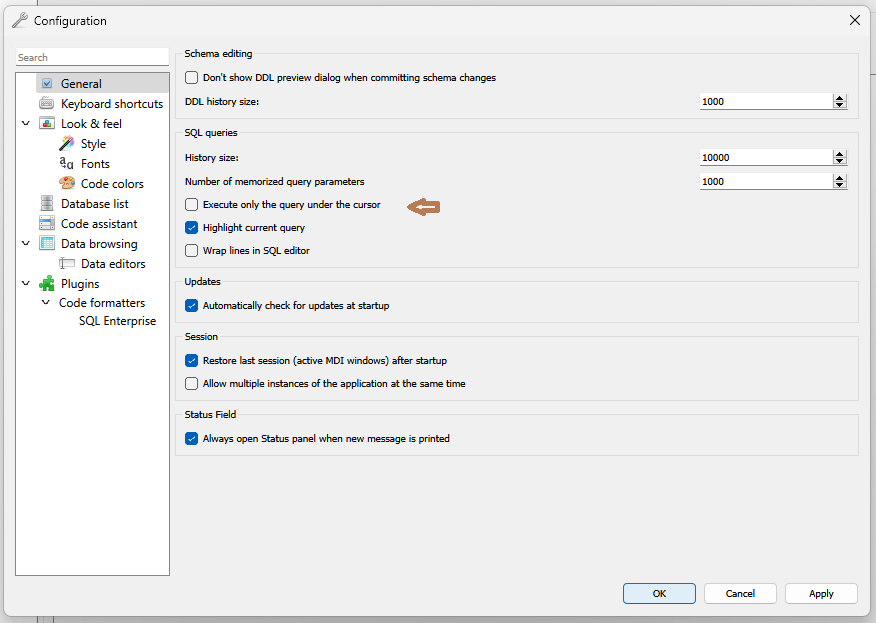 Configuration
Search
General
Keyboard shortcuts
Look & feel
Style
Fonts
Code colors
Database list
Code assistant
Data browsing
Data editors
Plugins
Code formatters
SQL Enterprise
Schema editing
Don't show DDL preview dialog when committing schema changes
DDL history size: 1000
SQL queries
History size: 10000
Number of memorized query parameters 1000
Execute only the query under the cursor
Highlight current query
Wrap lines in SQL editor
Updates
Automatically check for updates at startup
Session
Restore last session (active MDI windows) after startup
Allow multiple instances of the application at the same time
Status Field
Always open Status panel when new message is printed
OK Cancel Apply